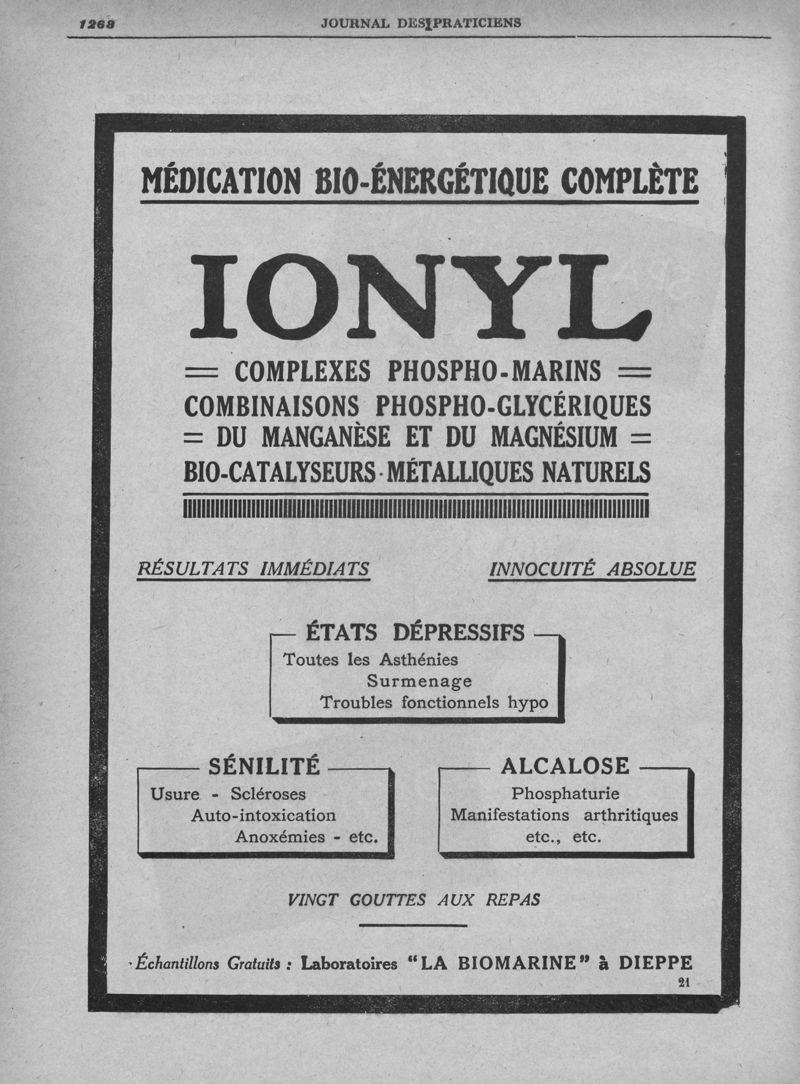 1268
JOURNAL DES PRATICIENS
MÉDICATION BIO-ÉNERGÉTIQUE COMPLÈTE
IONYL
= COMPLEXES PHOSPHO-MARINS =
COMBINAISONS PHOSPHO-GLYCÉRIQUES
= DU MANGANÈSE ET DU MAGNÉSIUM =
BIO-CATALYSEURS·MÉTALLIQUES NATURELS
RÉSULTATS IMMÉDIATS
INNOCUITÉ ABSOLUE
ÉTATS DÉPRESSIFS
Toutes les Asthénies
Surmenage
Troubles fonctionnels hypo
SÉNILITÉ
Usure - Scléroses
Auto-intoxication
Anoxémies - etc.
ALCALOSE
Phosphaturie
Manifestations arthritiques
etc., etc.
VINGT GOUTTES AUX REPAS
Échantillons Gratuits : Laboratoires “LA BIOMARINE” à DIEPPE
21